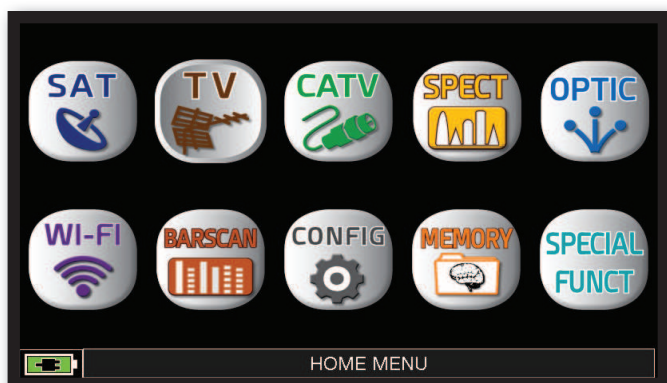 SAT
TV
CATV
SPECT
OPTIC
WI-FI
BARSCAN
CONFIG
MEMORY
SPECIAL
FUNCT
HOME MENU